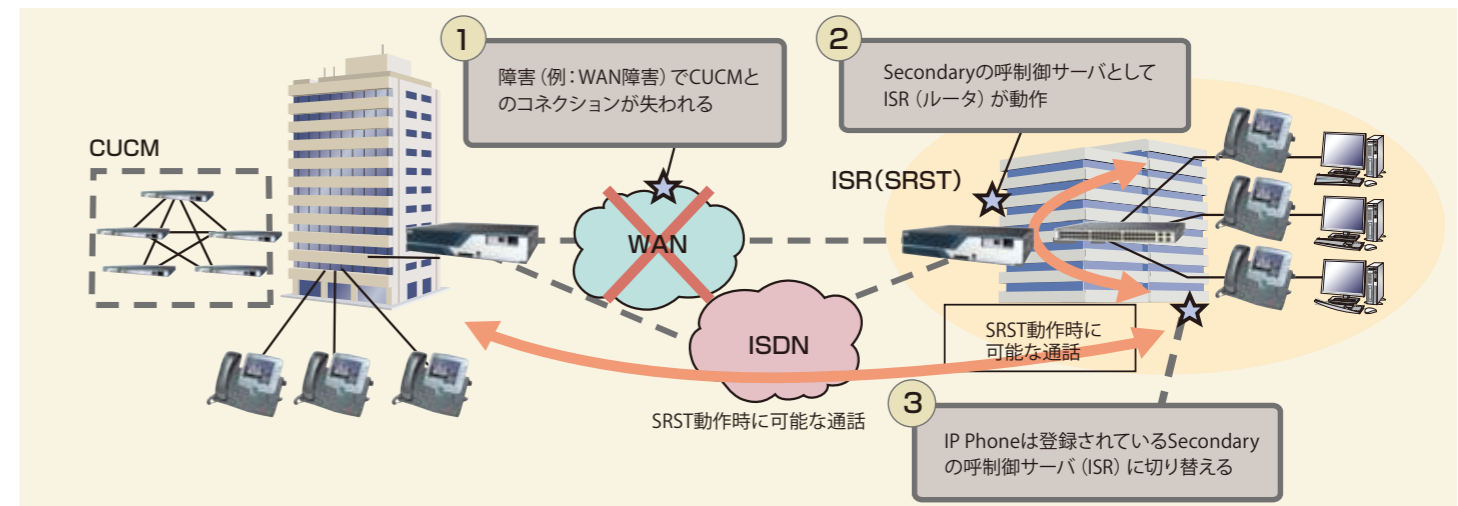 1
障害（例：WAN障害）でCUCMと
のコネクションが失われる
2
Secondaryの呼制御サーバとして
ISR（ルータ）が動作
CUCM
ISR（SRST）
WAN
ISDN
SRST動作時に
可能な通話
SRST動作時に可能な通話
3
IP Phoneは登録されているSecondary
の呼制御サーバ（ISR）に切り替える